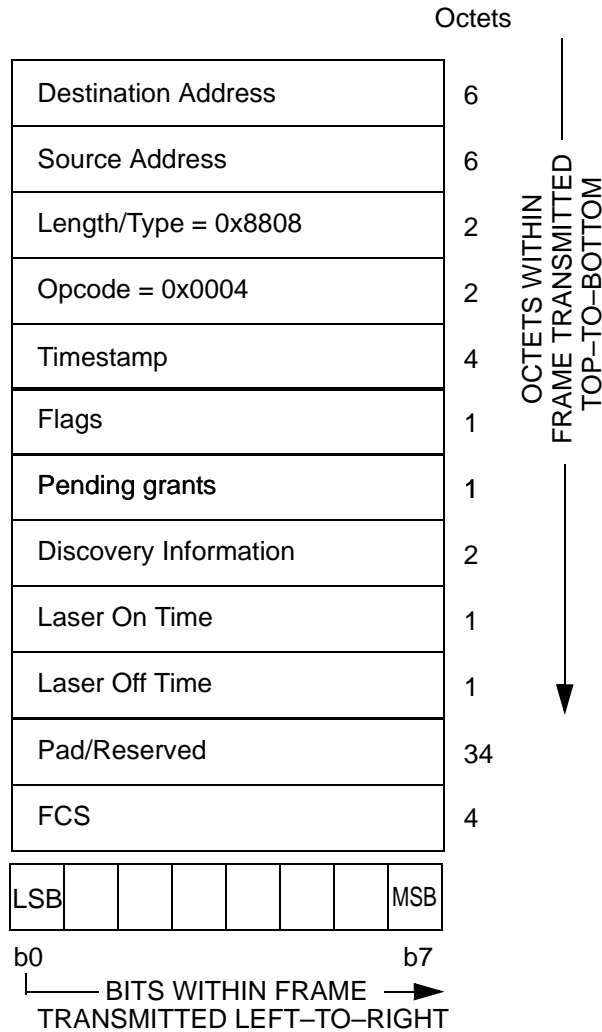 Octets
Destination Address 6
Source Address 6
Length/Type = 0x8808 2
Opcode = 0x0004 2
Timestamp 4
Flags 1
Pending grants 1
Discovery Information 2
Laser On Time 1
Laser Off Time 1
Pad/Reserved 34
FCS 4
OCTETS WITHIN
FRAME TRANSMITTED
TOP–TO–BOTTOM
LSB MSB
b0 b7
BITS WITHIN FRAME
TRANSMITTED LEFT–TO–RIGHT